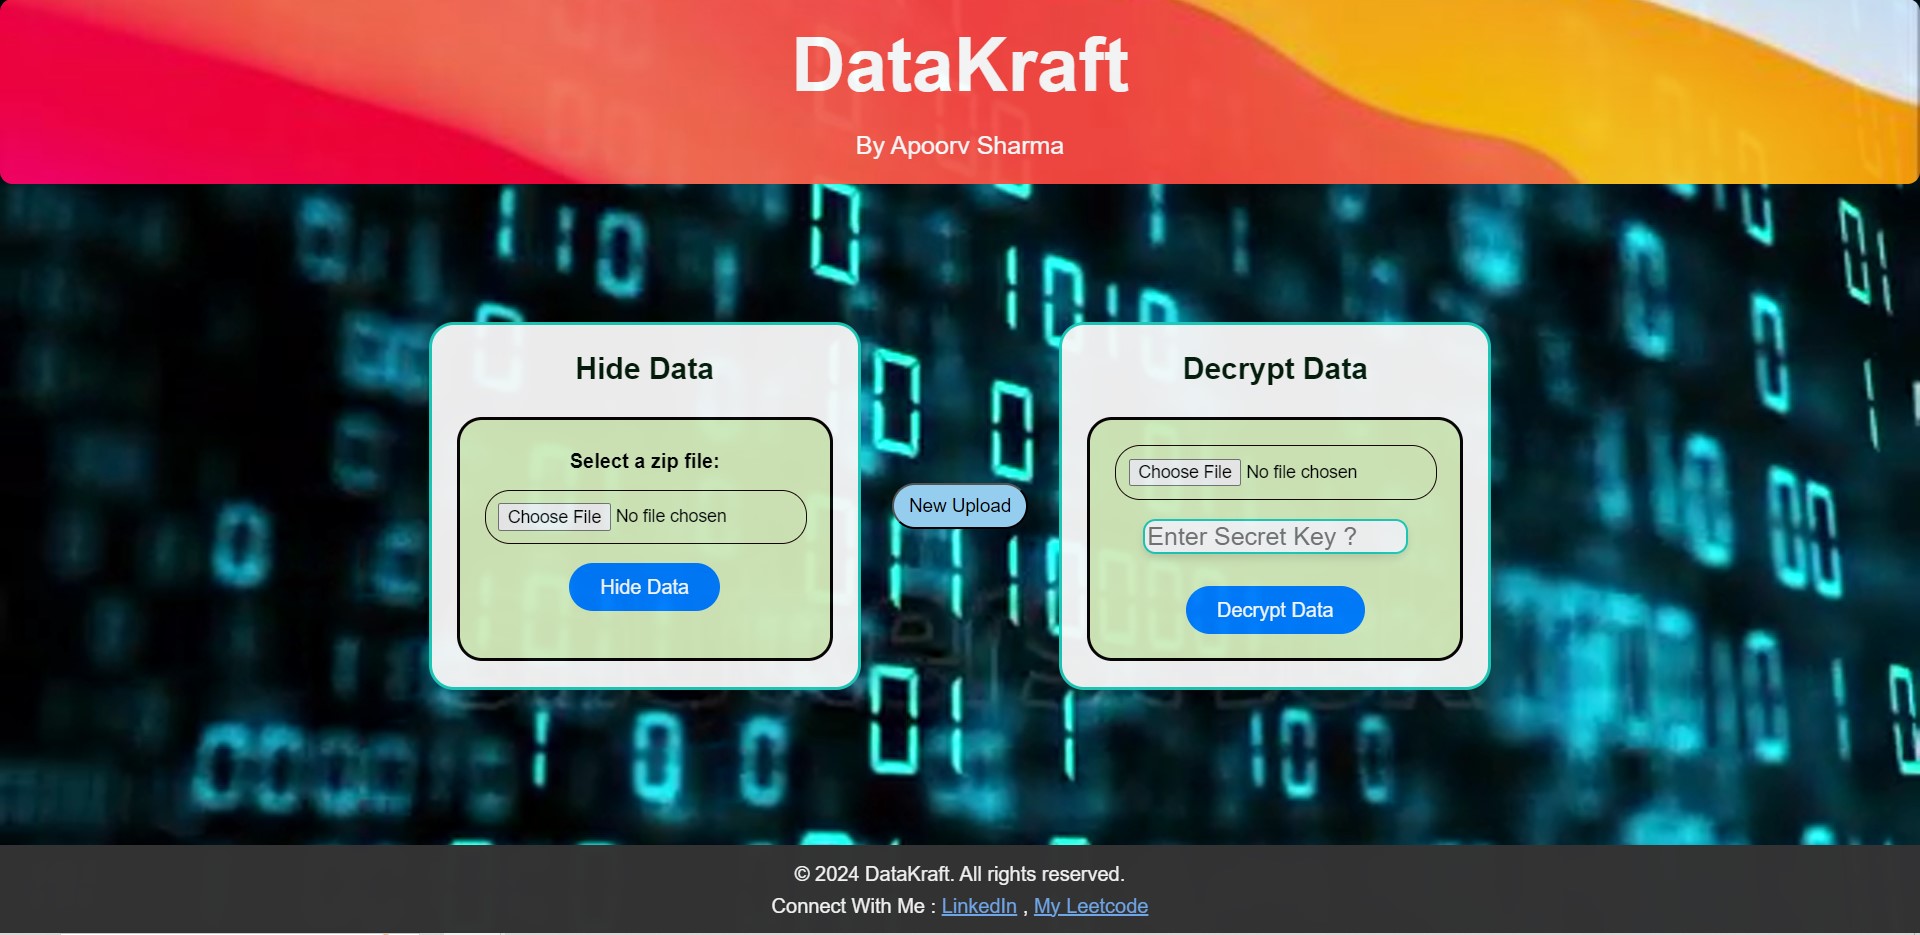 DataKraft
By Apoorv Sharma
Hide Data
Select a zip file:
Choose File No file chosen
Hide Data
New Upload
Decrypt Data
Choose File No file chosen
Enter Secret Key ?
Decrypt Data
© 2024 DataKraft. All rights reserved.
Connect With Me : LinkedIn , My Leetcode